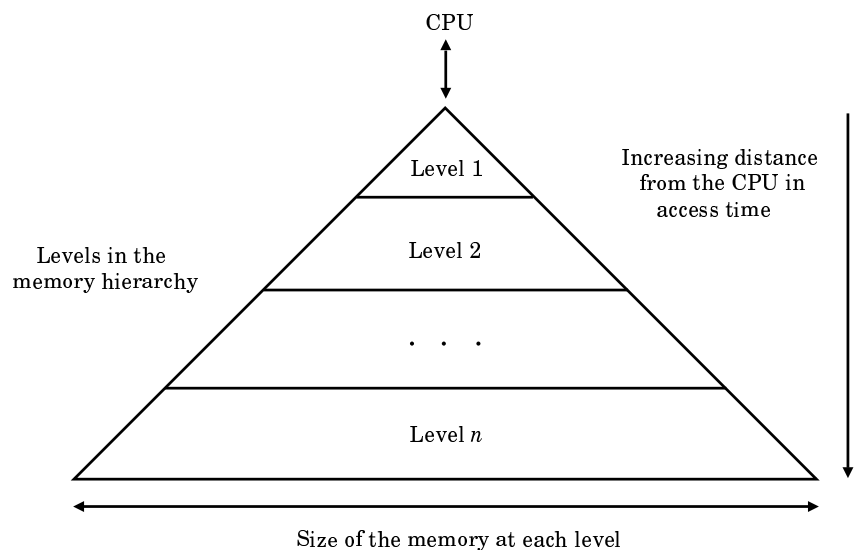 CPU
Level 1
Increasing distance
from the CPU in
access time
Levels in the
memory hierarchy
Level 2
. . .
Level n
Size of the memory at each level